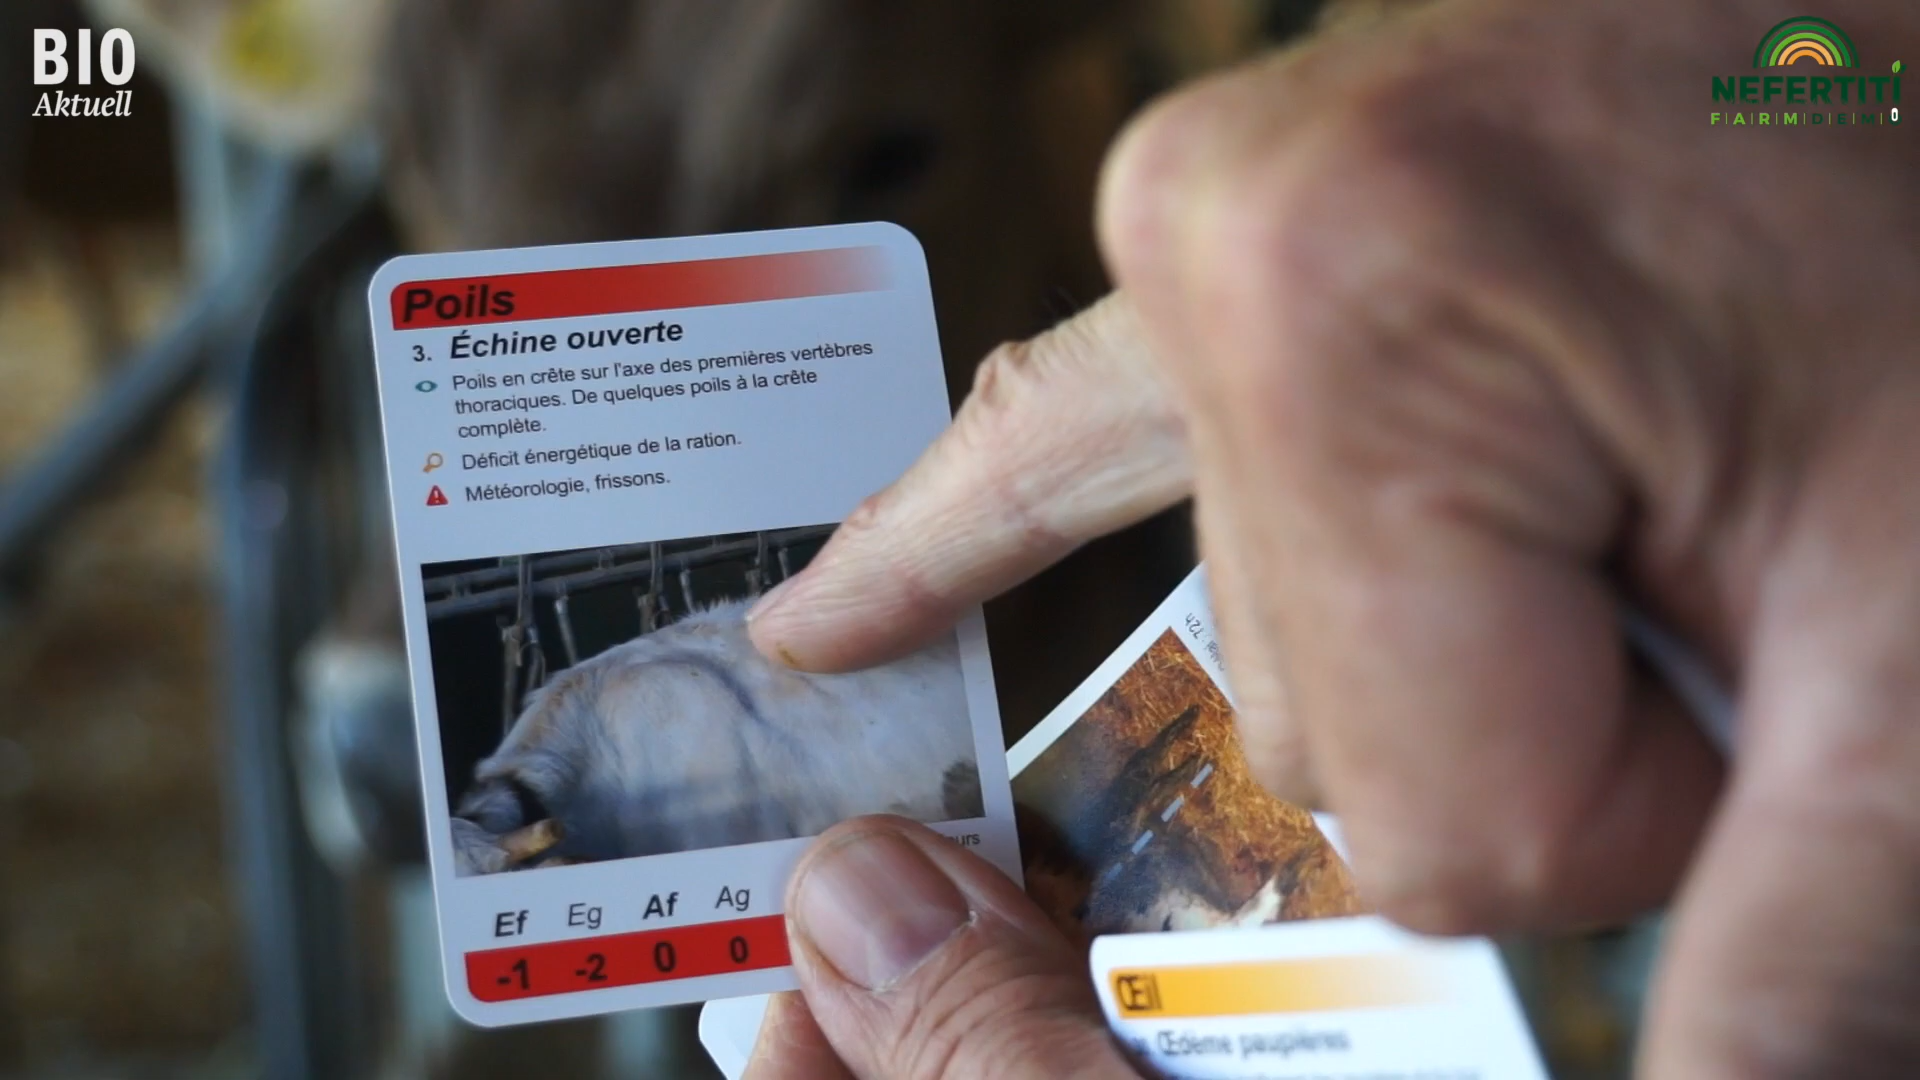 BIO
Aktuell
NEFERTITI
FARMDEMO
Poils
3. Échine ouverte
Poils en crête sur l'axe des premières vertèbres
thoraciques. De quelques poils à la crête
complète.
Déficit énergétique de la ration.
Météorologie, frissons.
Ef Eg Af Ag
-1 -2 0 0
72h
Œil
Œdème paupières